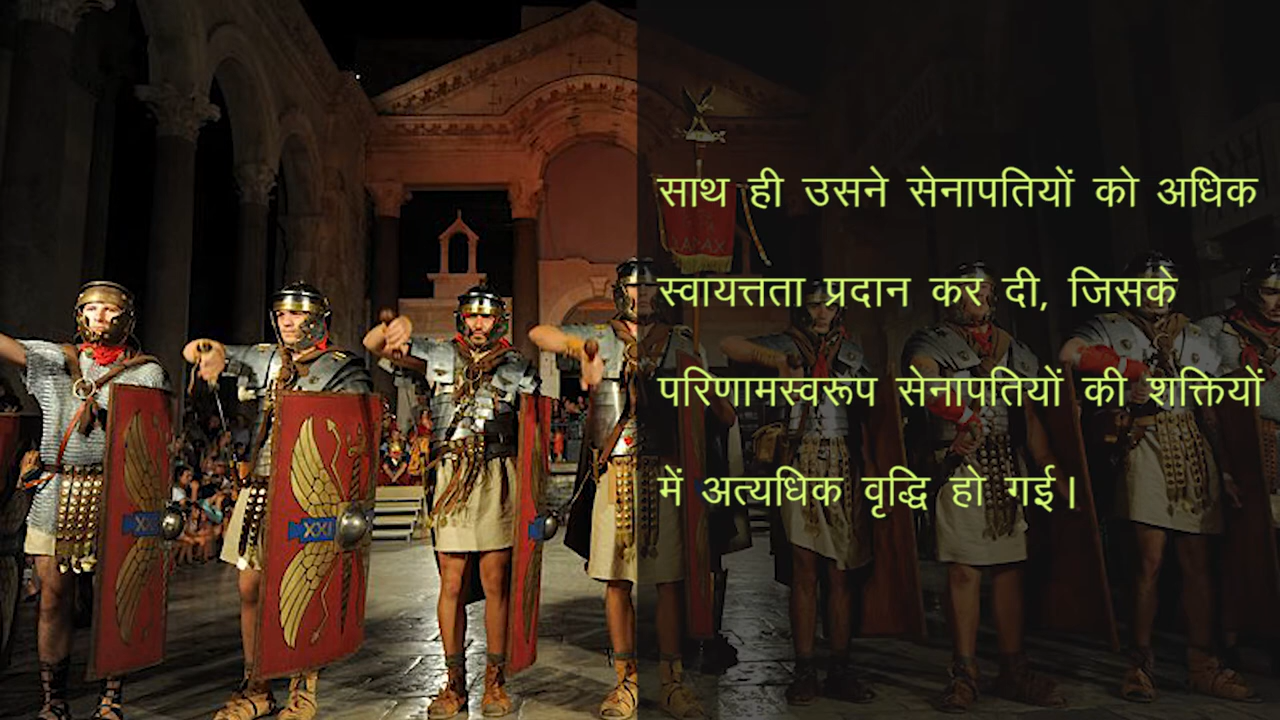 साथ ही उसने सेनापतियों को अधिक
स्वायत्तता प्रदान कर दी, जिसके
परिणामस्वरूप सेनापतियों की शक्तियों
में अत्यधिक वृद्धि हो गई।
XXI
XXI